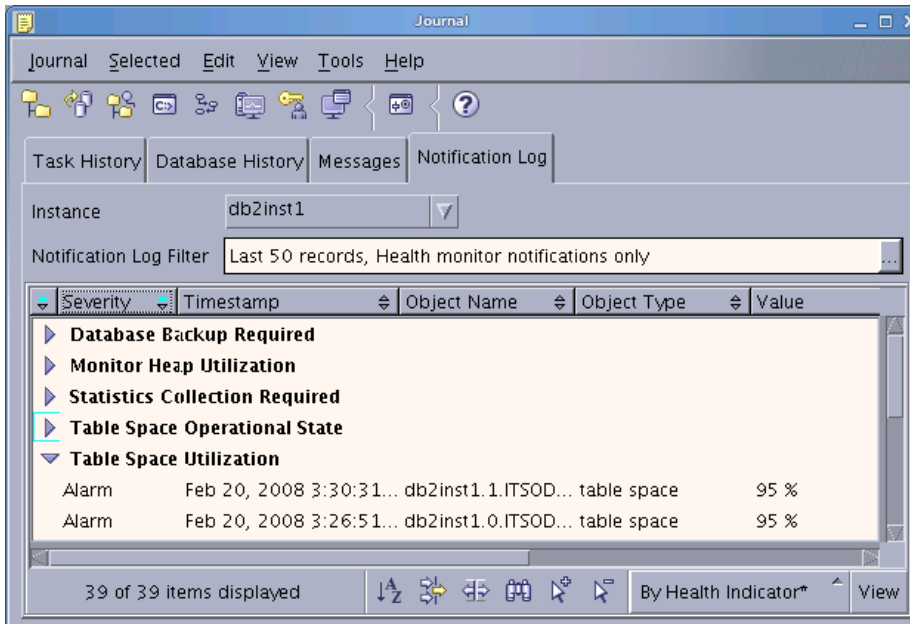 Journal
Journal Selected Edit View Tools Help
Task History Database History Messages Notification Log
Instance db2inst1
Notification Log Filter Last 50 records, Health monitor notifications only ...
Severity Timestamp Object Name Object Type Value
Database Backup Required
Monitor Heap Utilization
Statistics Collection Required
Table Space Operational State
Table Space Utilization
Alarm Feb 20, 2008 3:30:31... db2inst1.1.ITSOD... table space 95 %
Alarm Feb 20, 2008 3:26:51... db2inst1.0.ITSOD... table space 95 %
39 of 39 items displayed By Health Indicator* View